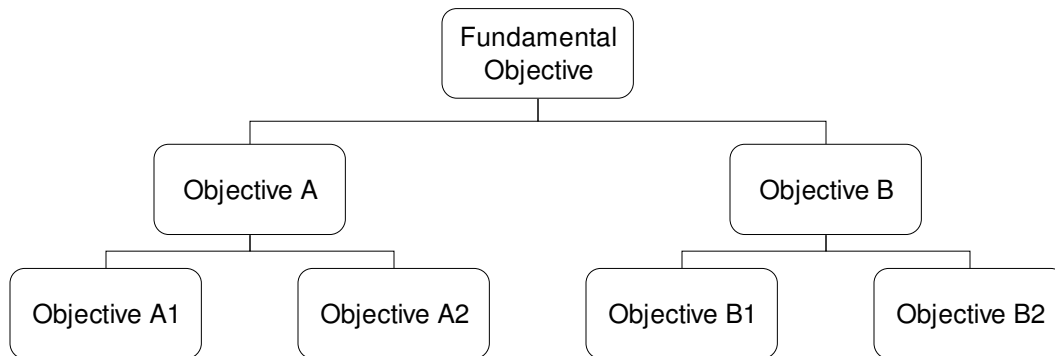 Fundamental
Objective
Objective A
Objective B
Objective A1
Objective A2
Objective B1
Objective B2